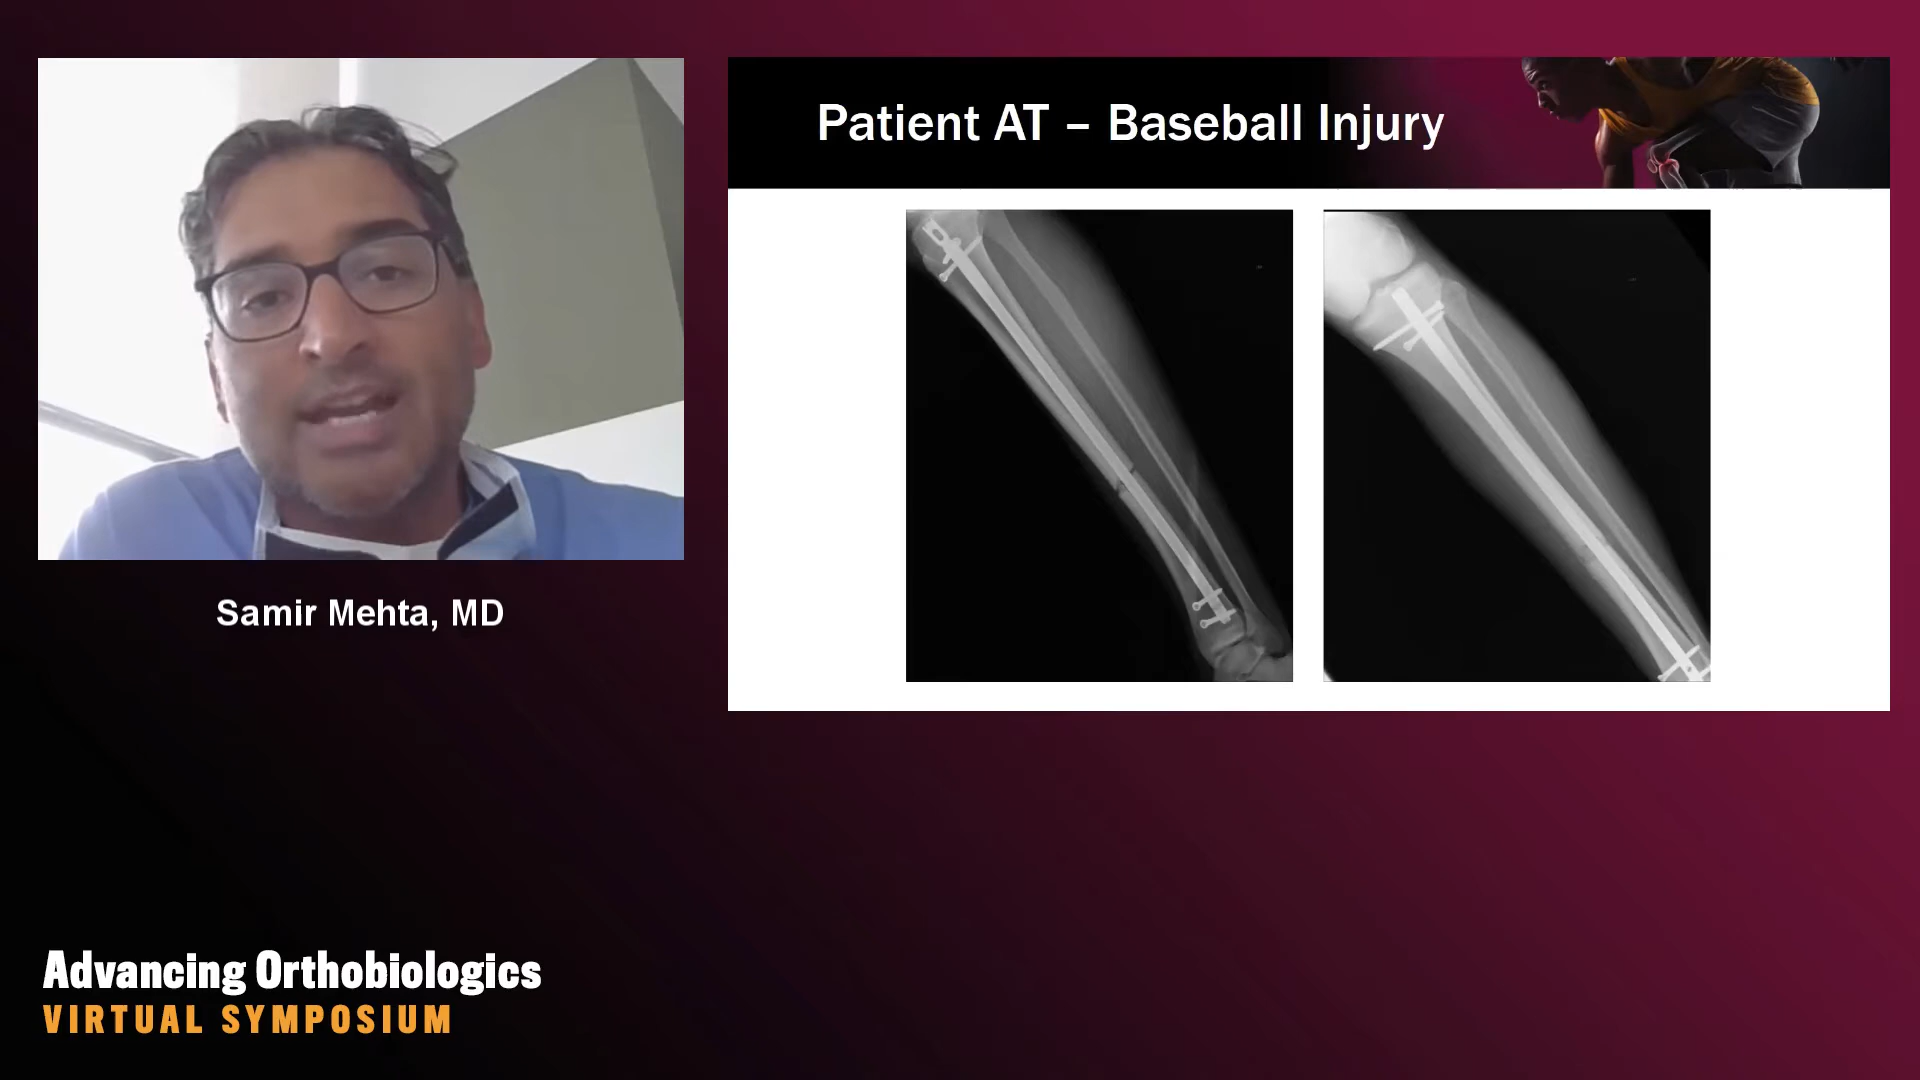 Patient AT – Baseball Injury
Samir Mehta, MD
Advancing Orthobiologics
VIRTUAL SYMPOSIUM